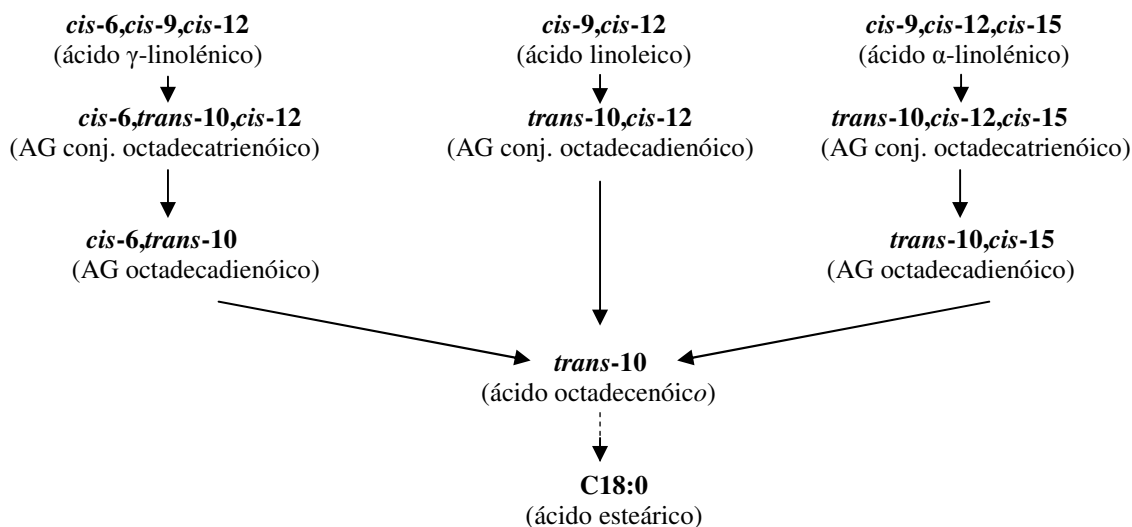 cis-6,cis-9,cis-12
(ácido γ-linolénico)
cis-9,cis-12
(ácido linoleico)
cis-9,cis-12,cis-15
(ácido α-linolénico)
cis-6,trans-10,cis-12
(AG conj. octadecatrienóico)
trans-10,cis-12
(AG conj. octadecadienóico)
trans-10,cis-12,cis-15
(AG conj. octadecatrienóico)
cis-6,trans-10
(AG octadecadienóico)
trans-10,cis-15
(AG octadecadienóico)
trans-10
(ácido octadecenóico)
C18:0
(ácido esteárico)